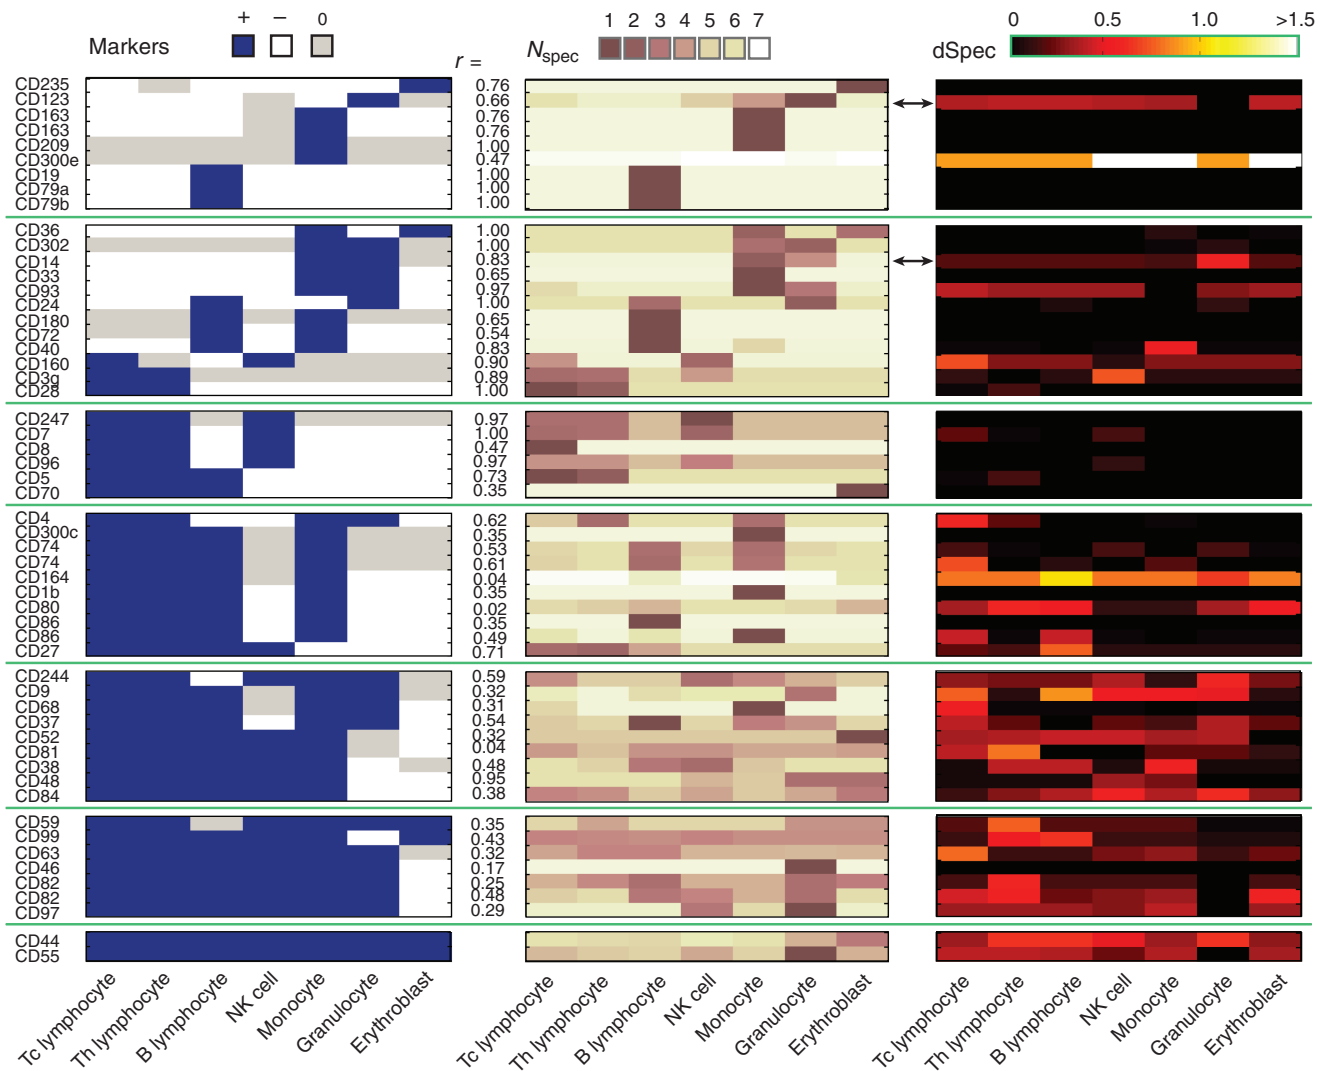 Markers + – 0
r =
Nspec 1 2 3 4 5 6 7
dSpec 0 0.5 1.0 >1.5
CD235 0.76
CD123 0.66
CD163 0.76
CD163 0.76
CD209 1.00
CD300e 0.47
CD19 1.00
CD79a 1.00
CD79b 1.00
CD36 1.00
CD302 1.00
CD14 0.83
CD33 0.65
CD93 0.97
CD24 1.00
CD180 0.65
CD72 0.54
CD40 0.83
CD160 0.90
CD3g 0.89
CD28 1.00
CD247 0.97
CD7 1.00
CD8 0.47
CD96 0.97
CD5 0.73
CD70 0.35
CD4 0.62
CD300c 0.35
CD74 0.53
CD74 0.61
CD164 0.04
CD1b 0.35
CD80 0.02
CD86 0.35
CD86 0.49
CD27 0.71
CD244 0.59
CD9 0.32
CD68 0.31
CD37 0.54
CD52 0.32
CD81 0.04
CD38 0.48
CD48 0.95
CD84 0.38
CD59 0.35
CD99 0.43
CD63 0.32
CD46 0.17
CD82 0.25
CD82 0.48
CD97 0.29
CD44
CD55
Tc lymphocyte
Th lymphocyte
B lymphocyte
NK cell
Monocyte
Granulocyte
Erythroblast
Tc lymphocyte
Th lymphocyte
B lymphocyte
NK cell
Monocyte
Granulocyte
Erythroblast
Tc lymphocyte
Th lymphocyte
B lymphocyte
NK cell
Monocyte
Granulocyte
Erythroblast